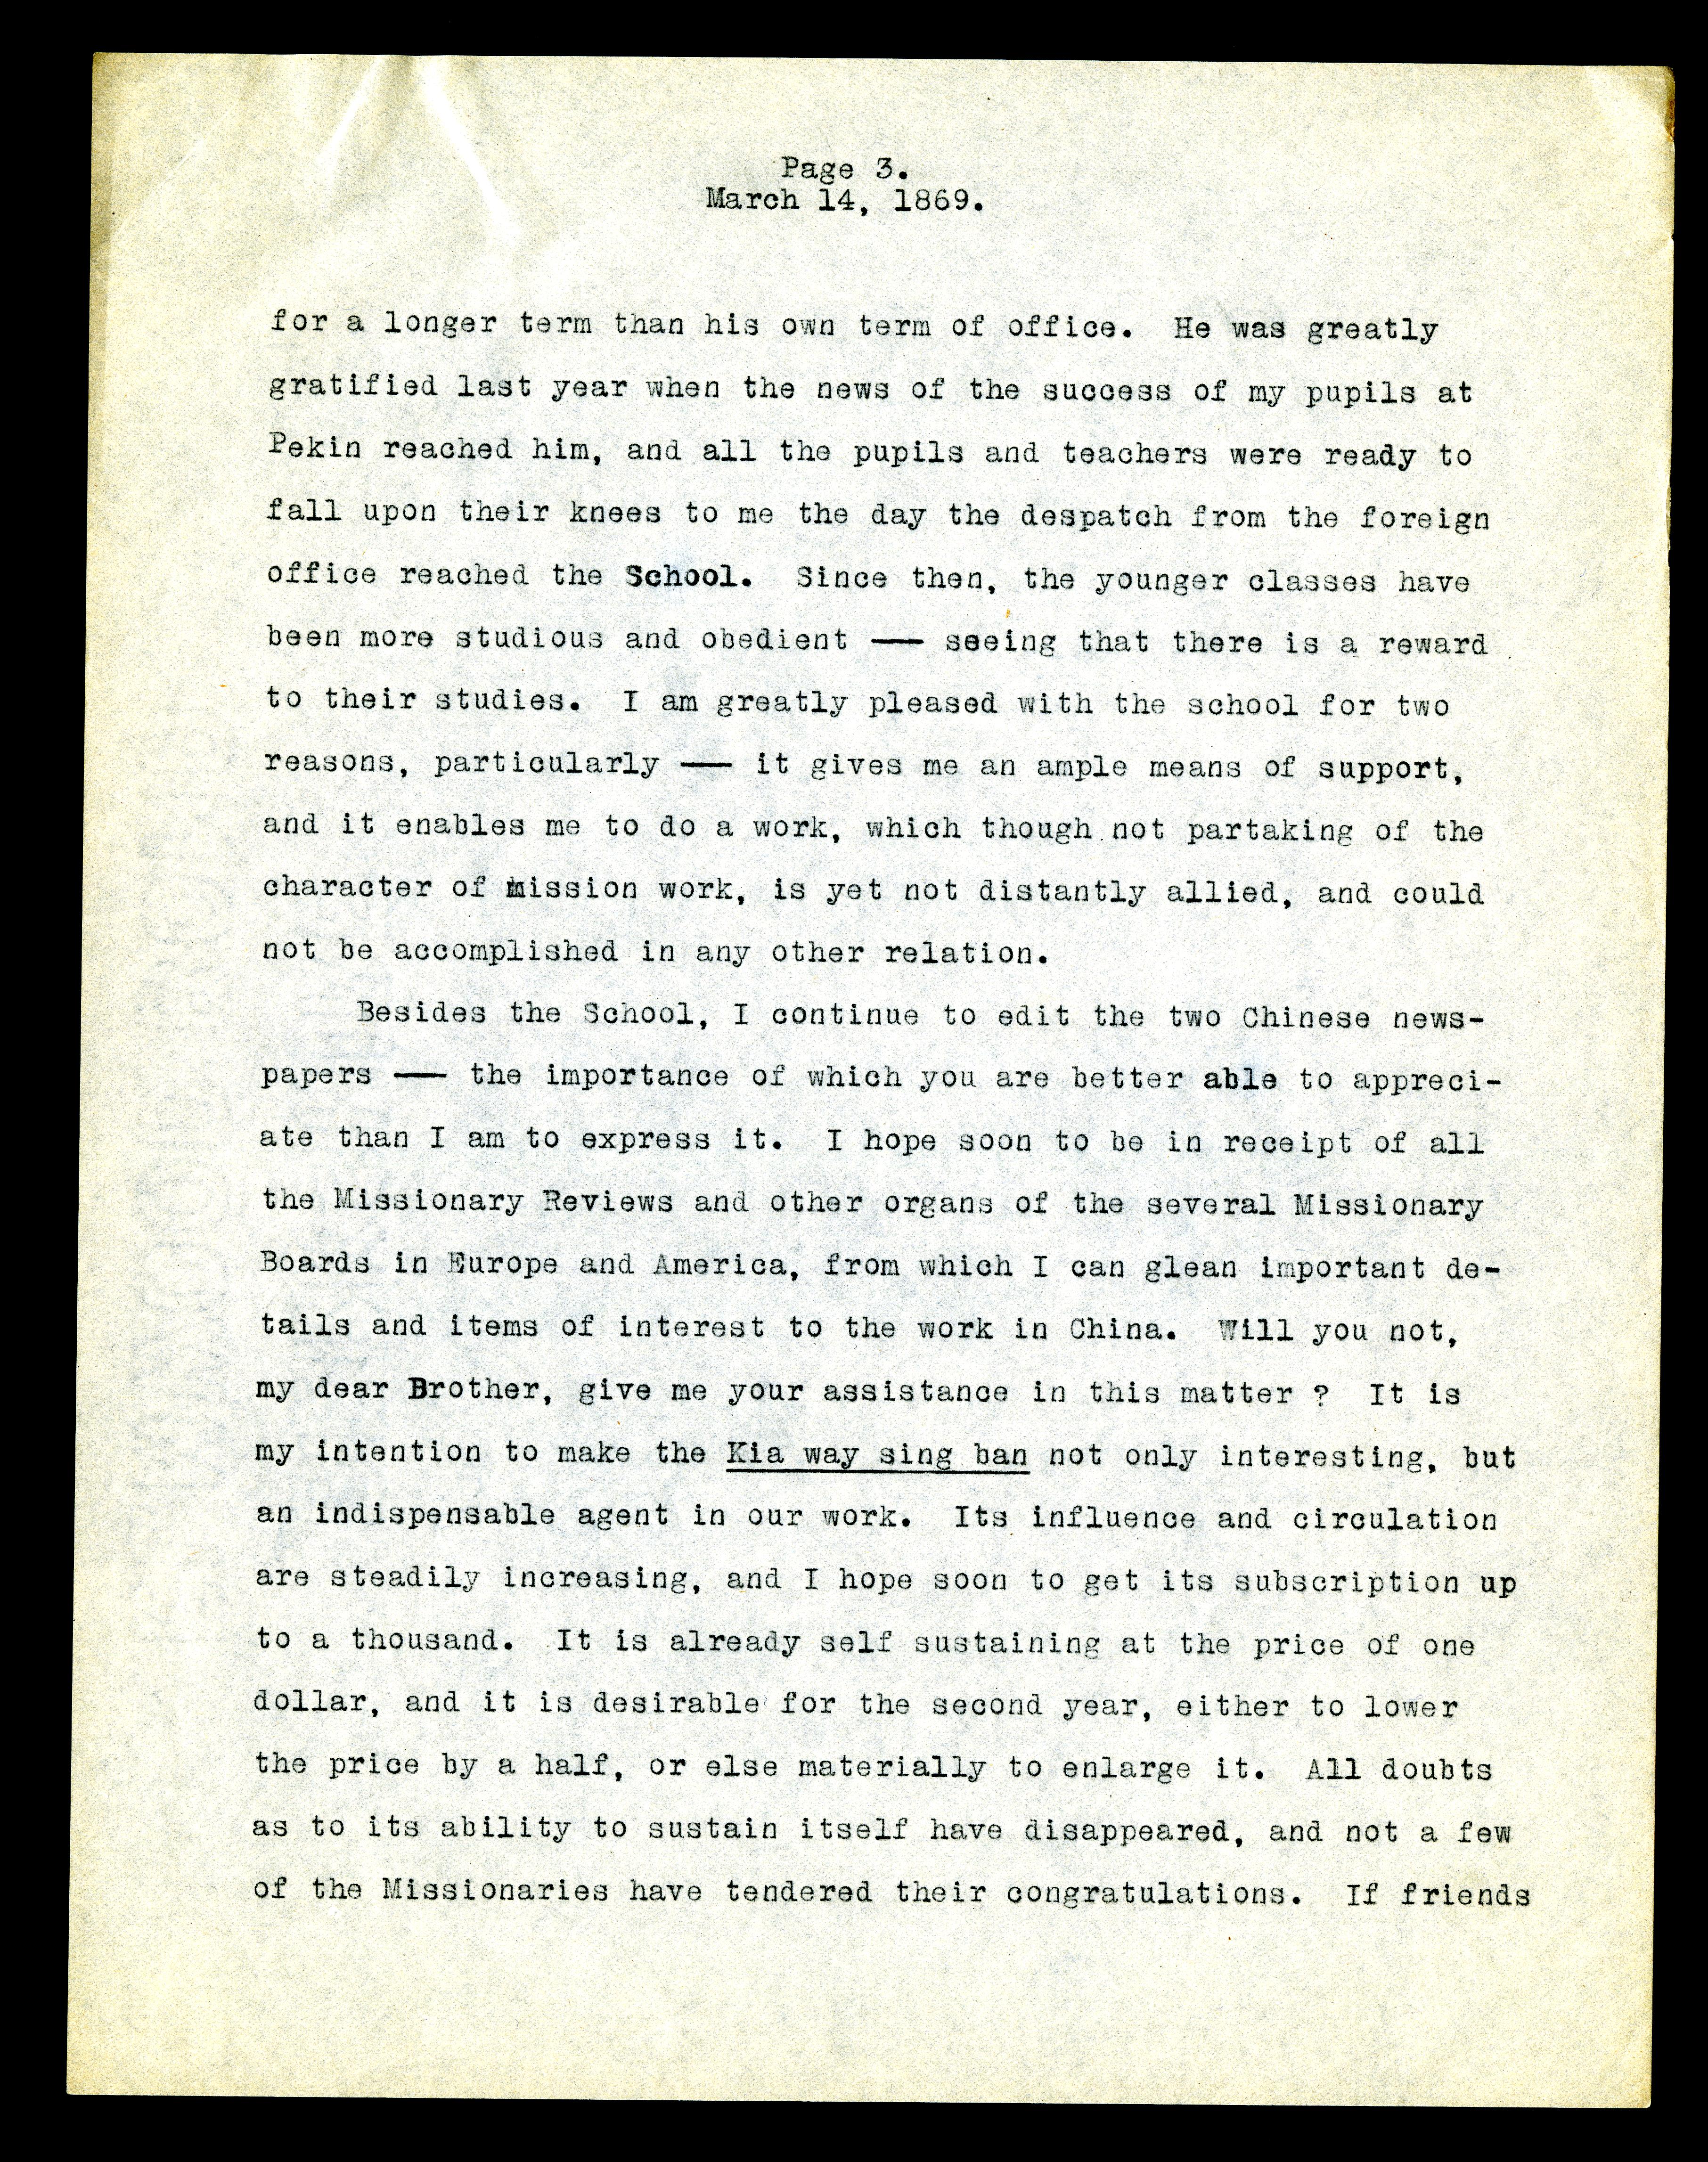 Page 3.
March 14, 1869.
for a longer term than his own term of office. He was greatly
gratified last year when the news of the success of my pupils at
Pekin reached him, and all the pupils and teachers were ready to
fall upon their knees to me the day the despatch from the foreign
office reached the School. Since then, the younger classes have
been more studious and obedient — seeing that there is a reward
to their studies. I am greatly pleased with the school for two
reasons, particularly — it gives me an ample means of support,
and it enables me to do a work, which though not partaking of the
character of mission work, is yet not distantly allied, and could
not be accomplished in any other relation.
Besides the School, I continue to edit the two Chinese news-
papers — the importance of which you are better able to appreci-
ate than I am to express it. I hope soon to be in receipt of all
the Missionary Reviews and other organs of the several Missionary
Boards in Europe and America, from which I can glean important de-
tails and items of interest to the work in China. Will you not,
my dear Brother, give me your assistance in this matter ? It is
my intention to make the Kia way sing ban not only interesting, but
an indispensable agent in our work. Its influence and circulation
are steadily increasing, and I hope soon to get its subscription up
to a thousand. It is already self sustaining at the price of one
dollar, and it is desirable for the second year, either to lower
the price by a half, or else materially to enlarge it. All doubts
as to its ability to sustain itself have disappeared, and not a few
of the Missionaries have tendered their congratulations. If friends